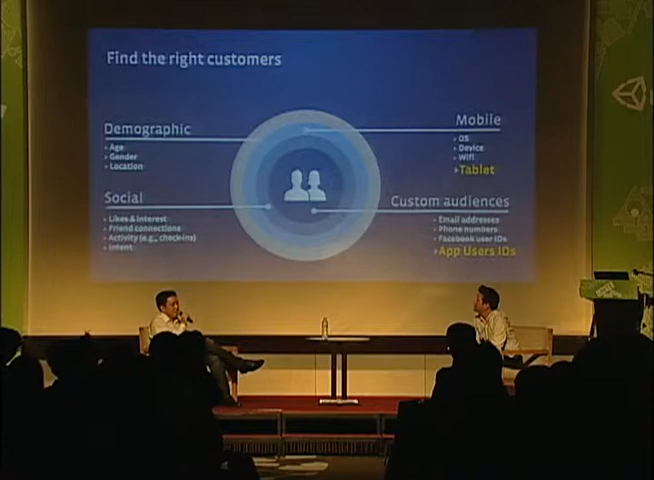 Find the right customers
Demographic
▸ Age
▸ Gender
▸ Location
Mobile
▸ OS
▸ Device
▸ Wifi
▸ Tablet
Social
▸ Likes & Interest
▸ Friend connections
▸ Activity (e.g., check-ins)
▸ Intent
Custom audiences
▸ Email addresses
▸ Phone numbers
▸ Facebook user IDs
▸ App Users IDs